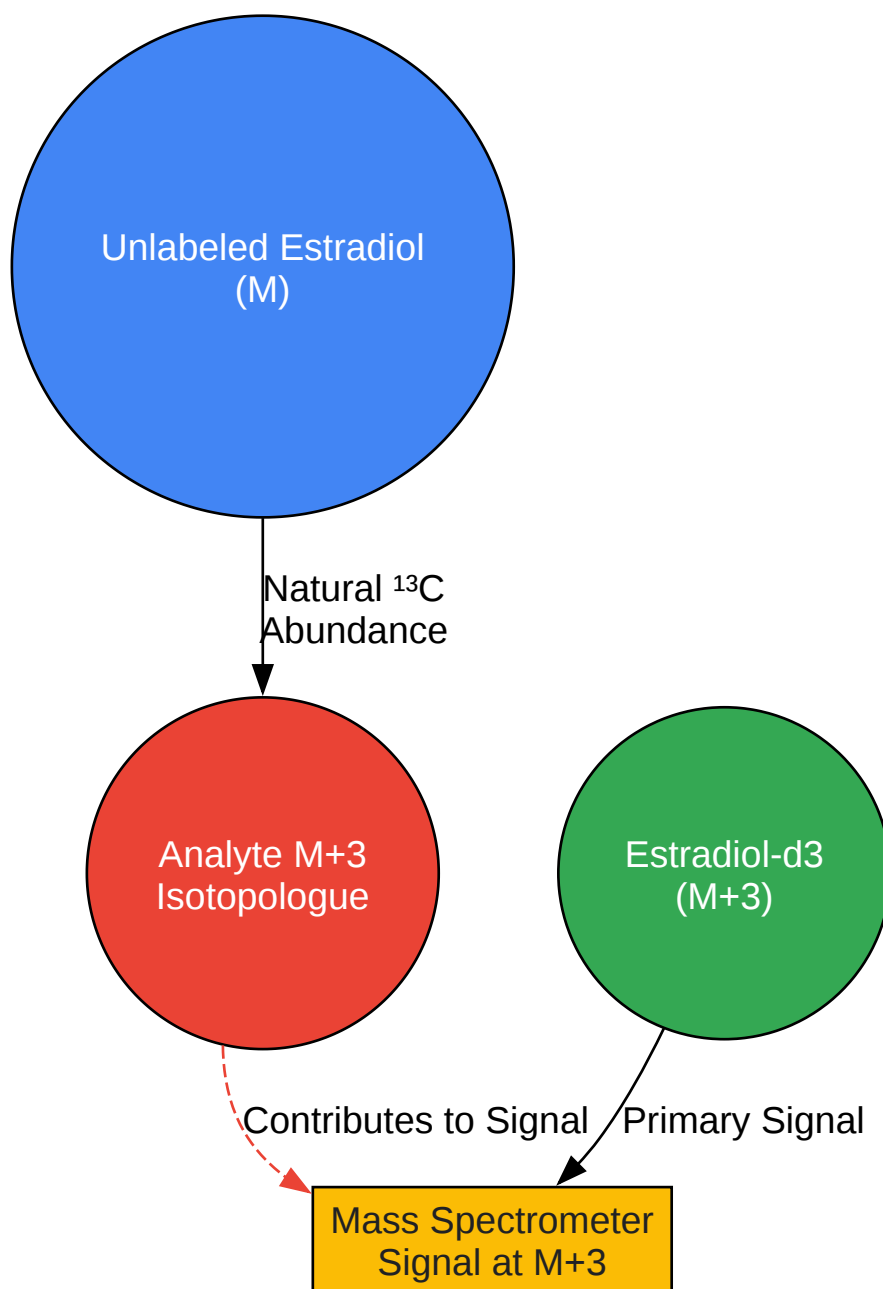 Unlabeled Estradiol
(M)
Natural ¹³C
Abundance
Analyte M+3
Isotopologue
Estradiol-d3
(M+3)
Contributes to Signal
Primary Signal
Mass Spectrometer
Signal at M+3